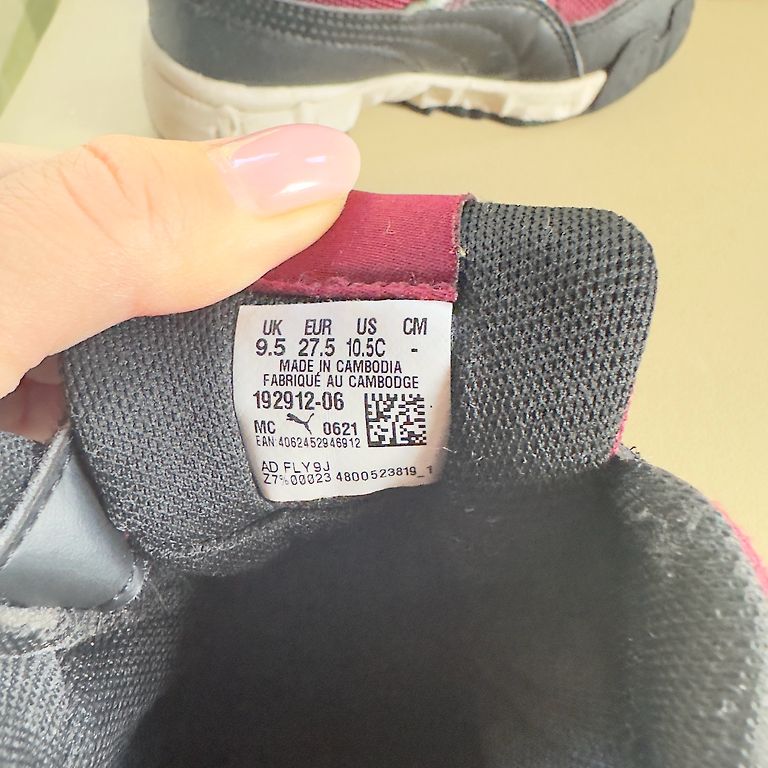 UK EUR US CM
9.5 27.5 10.5C -
MADE IN CAMBODIA
FABRIQUÉ AU CAMBODGE
192912-06
MC 0621
EAN:4062452946912
AD FLY9J
4800523819_